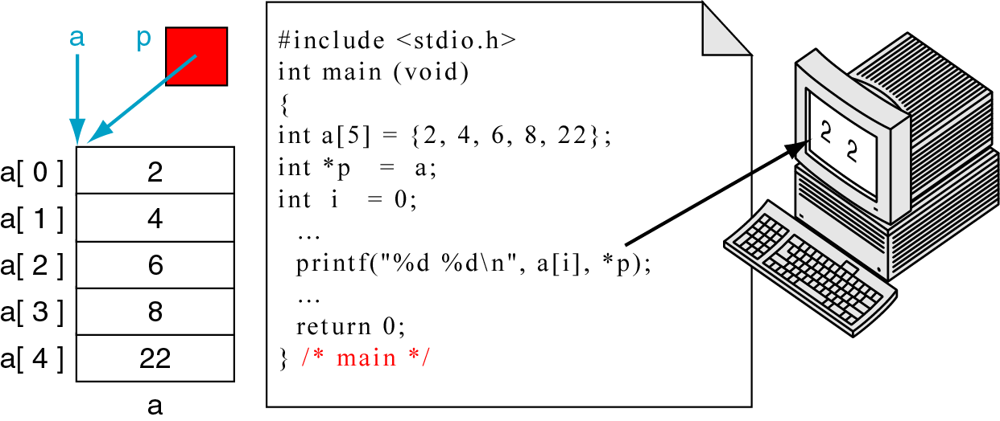 a p
a[ 0 ] 2
a[ 1 ] 4
a[ 2 ] 6
a[ 3 ] 8
a[ 4 ] 22
a
#include <stdio.h>
int main (void)
{
int a[5] = {2, 4, 6, 8, 22};
int *p = a;
int i = 0;
...
printf("%d %d\n", a[i], *p);
...
return 0;
} /* main */
2 2